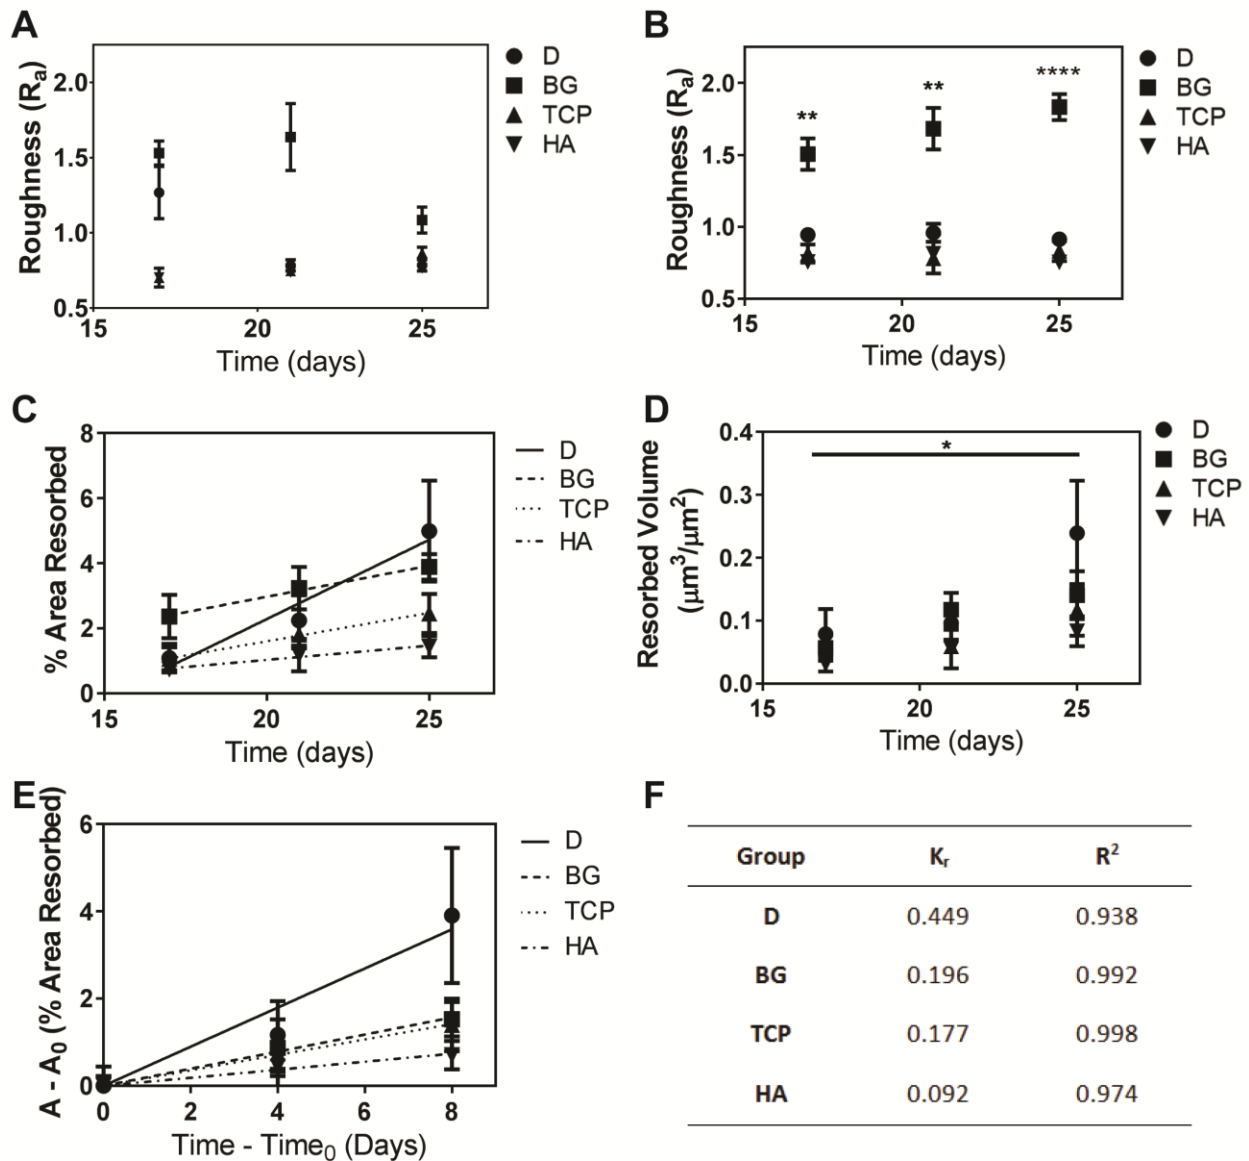 A
Roughness (Ra)
2.0
1.5
1.0
0.5
15
20
25
Time (days)
D
BG
TCP
HA
B
Roughness (Ra)
2.0
1.5
1.0
0.5
**
**
****
15
20
25
Time (days)
D
BG
TCP
HA
C
% Area Resorbed
8
6
4
2
0
15
20
25
Time (days)
D
BG
TCP
HA
D
Resorbed Volume
(μm³/μm²)
0.4
0.3
0.2
0.1
0.0
*
15
20
25
Time (days)
D
BG
TCP
HA
E
A - A₀ (% Area Resorbed)
6
4
2
0
0
2
4
6
8
Time - Time₀ (Days)
D
BG
TCP
HA
F
Group Kᵣ R²
D 0.449 0.938
BG 0.196 0.992
TCP 0.177 0.998
HA 0.092 0.974